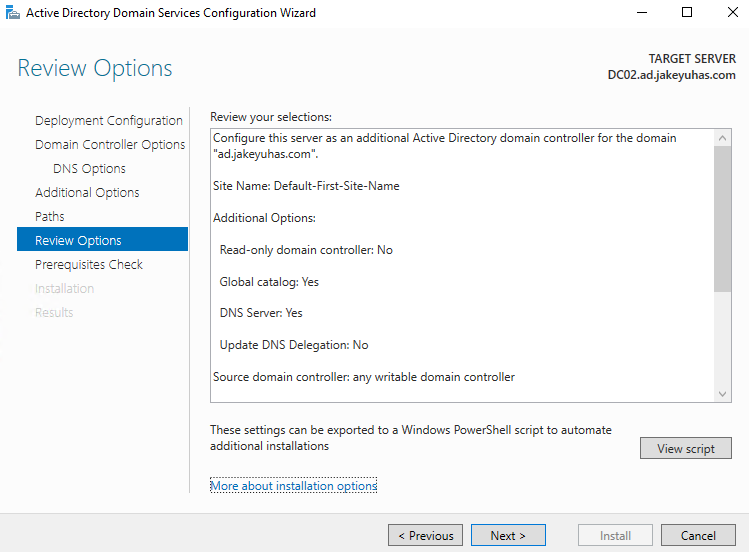 Active Directory Domain Services Configuration Wizard
Review Options
TARGET SERVER
DC02.ad.jakeyuhas.com
Deployment Configuration
Domain Controller Options
DNS Options
Additional Options
Paths
Review Options
Prerequisites Check
Installation
Results
Review your selections:
Configure this server as an additional Active Directory domain controller for the domain
"ad.jakeyuhas.com".
Site Name: Default-First-Site-Name
Additional Options:
Read-only domain controller: No
Global catalog: Yes
DNS Server: Yes
Update DNS Delegation: No
Source domain controller: any writable domain controller
These settings can be exported to a Windows PowerShell script to automate
additional installations
View script
More about installation options
< Previous
Next >
Install
Cancel